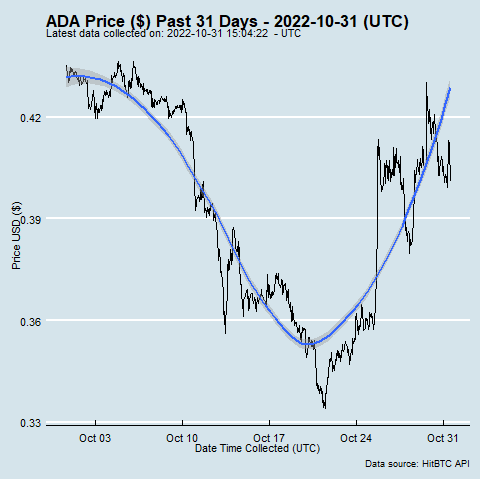 ADA Price ($) Past 31 Days - 2022-10-31 (UTC)
Latest data collected on: 2022-10-31 15:04:22 - UTC
Price USD ($)
0.42
0.39
0.36
0.33
Oct 03 Oct 10 Oct 17 Oct 24 Oct 31
Date Time Collected (UTC)
Data source: HitBTC API